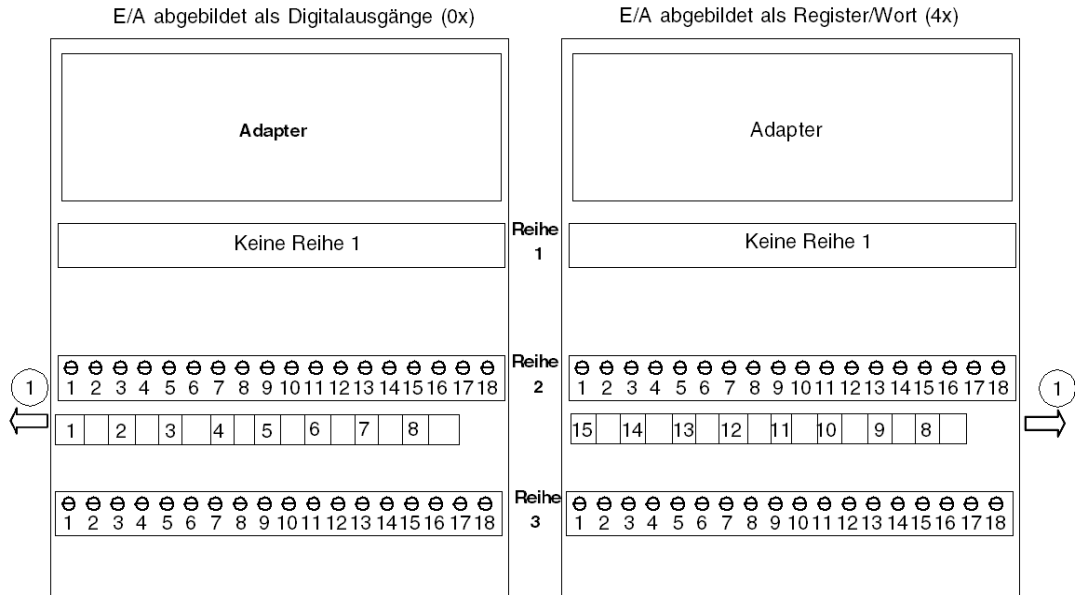 E/A abgebildet als Digitalausgänge (0x) E/A abgebildet als Register/Wort (4x)
Adapter Adapter
Keine Reihe 1 Reihe 1 Keine Reihe 1
Reihe 2
1 2 3 4 5 6 7 8 9 10 11 12 13 14 15 16 17 18 1 2 3 4 5 6 7 8 9 10 11 12 13 14 15 16 17 18
1 1
1 2 3 4 5 6 7 8 15 14 13 12 11 10 9 8
Reihe 3
1 2 3 4 5 6 7 8 9 10 11 12 13 14 15 16 17 18 1 2 3 4 5 6 7 8 9 10 11 12 13 14 15 16 17 18